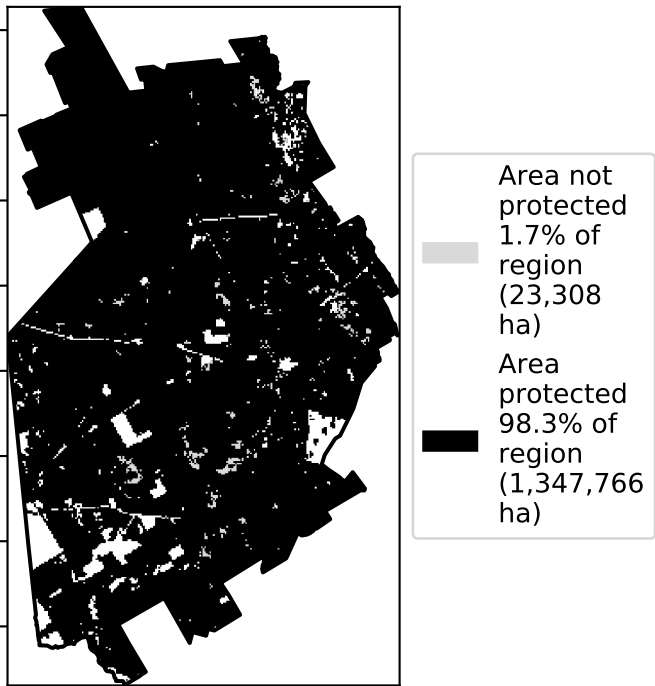 Area not
protected
1.7% of
region
(23,308
ha)
Area
protected
98.3% of
region
(1,347,766
ha)